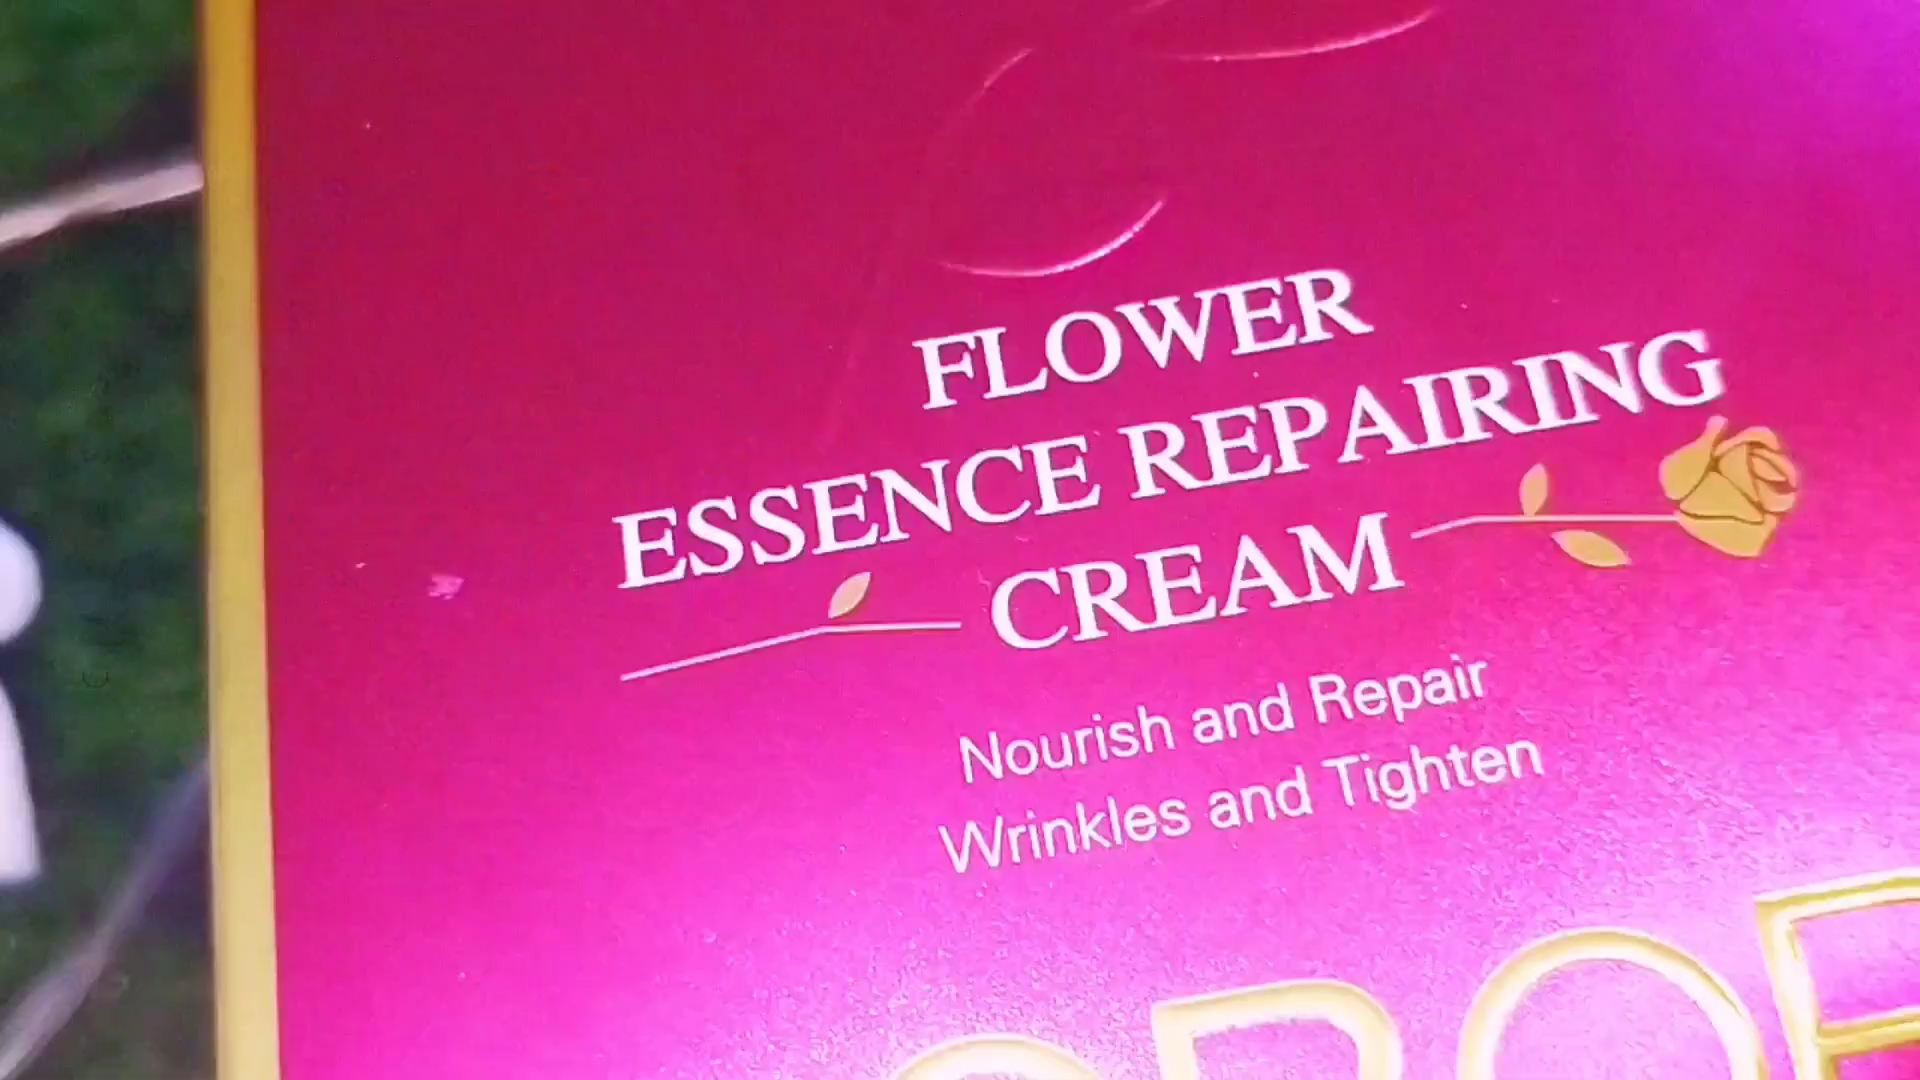 FLOWER
ESSENCE REPAIRING
CREAM
Nourish and Repair
Wrinkles and Tighten